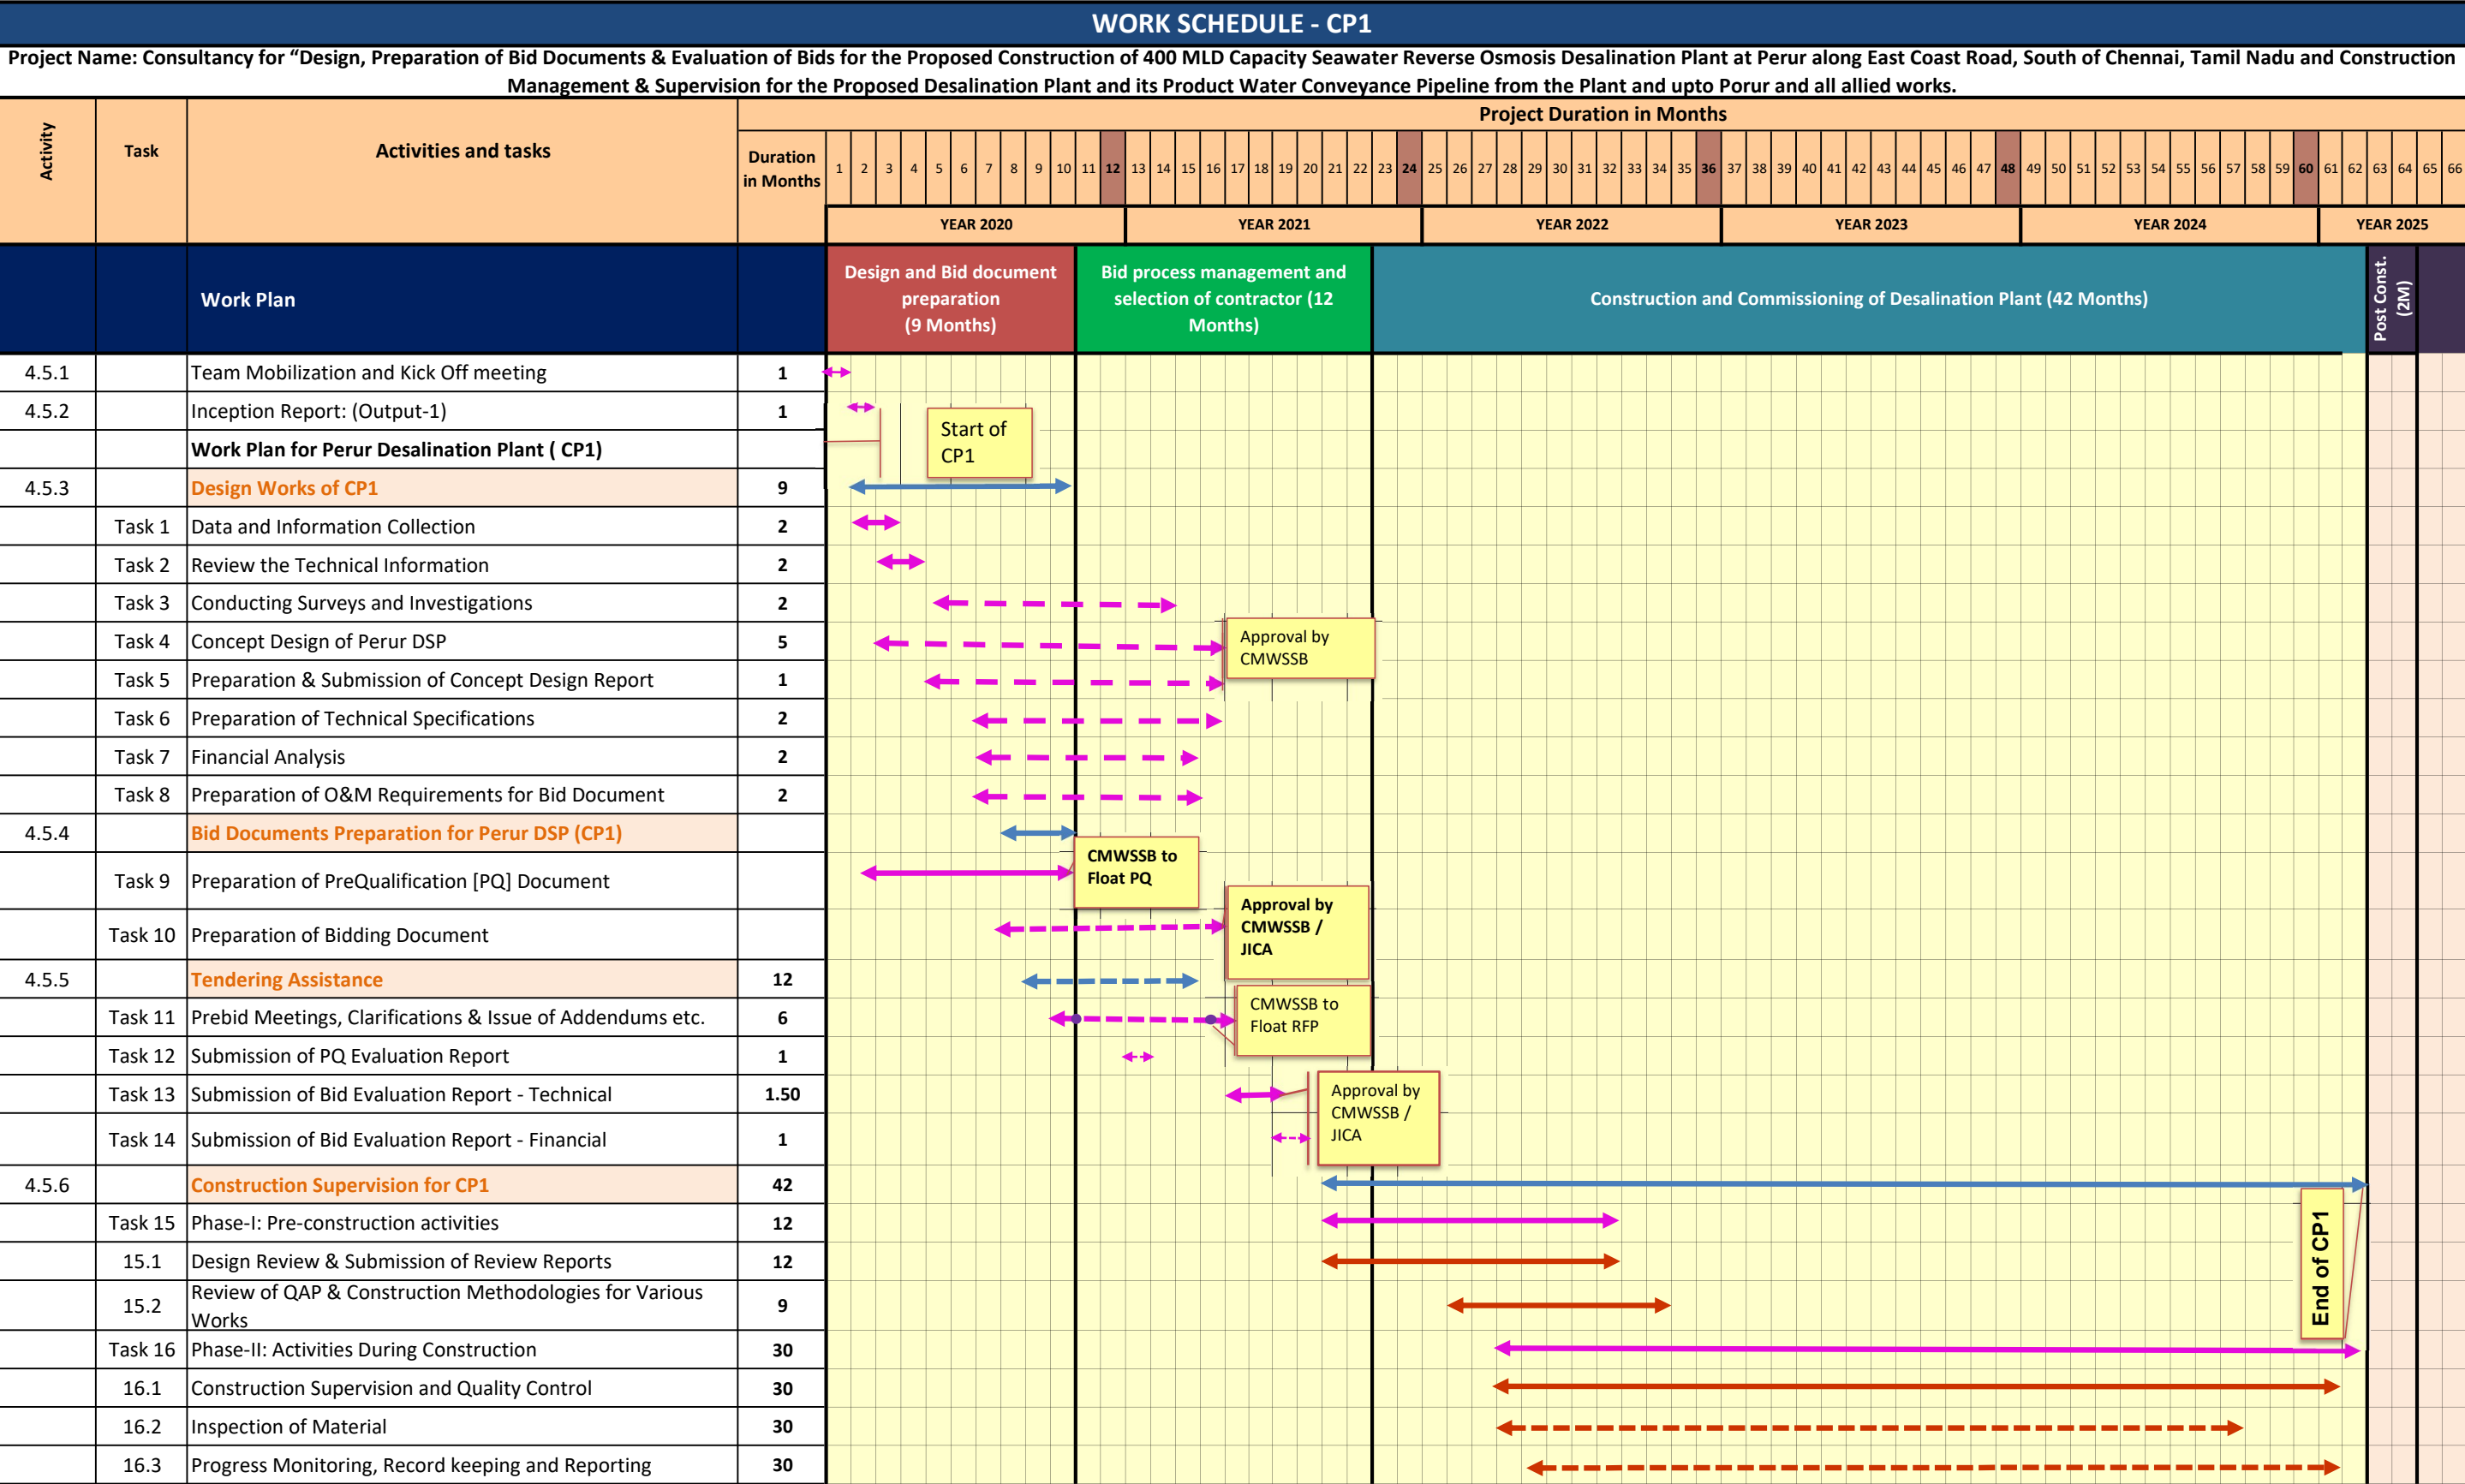 WORK SCHEDULE - CP1
Project Name: Consultancy for “Design, Preparation of Bid Documents & Evaluation of Bids for the Proposed Construction of 400 MLD Capacity Seawater Reverse Osmosis Desalination Plant at Perur along East Coast Road, South of Chennai, Tamil Nadu and Construction
Management & Supervision for the Proposed Desalination Plant and its Product Water Conveyance Pipeline from the Plant and upto Porur and all allied works.
Activity
Task
Activities and tasks
Project Duration in Months
Duration
in Months
1 2 3 4 5 6 7 8 9 10 11 12 13 14 15 16 17 18 19 20 21 22 23 24 25 26 27 28 29 30 31 32 33 34 35 36 37 38 39 40 41 42 43 44 45 46 47 48 49 50 51 52 53 54 55 56 57 58 59 60 61 62 63 64 65 66
YEAR 2020 YEAR 2021 YEAR 2022 YEAR 2023 YEAR 2024 YEAR 2025
Work Plan
Design and Bid document
preparation
(9 Months)
Bid process management and
selection of contractor (12
Months)
Construction and Commissioning of Desalination Plant (42 Months)
Post Const.
(2M)
4.5.1 Team Mobilization and Kick Off meeting 1
4.5.2 Inception Report: (Output-1) 1
Start of
CP1
Work Plan for Perur Desalination Plant ( CP1)
4.5.3 Design Works of CP1 9
Task 1 Data and Information Collection 2
Task 2 Review the Technical Information 2
Task 3 Conducting Surveys and Investigations 2
Task 4 Concept Design of Perur DSP 5
Approval by
CMWSSB
Task 5 Preparation & Submission of Concept Design Report 1
Task 6 Preparation of Technical Specifications 2
Task 7 Financial Analysis 2
Task 8 Preparation of O&M Requirements for Bid Document 2
4.5.4 Bid Documents Preparation for Perur DSP (CP1)
Task 9 Preparation of PreQualification [PQ] Document
CMWSSB to
Float PQ
Task 10 Preparation of Bidding Document
Approval by
CMWSSB /
JICA
4.5.5 Tendering Assistance 12
Task 11 Prebid Meetings, Clarifications & Issue of Addendums etc. 6
CMWSSB to
Float RFP
Task 12 Submission of PQ Evaluation Report 1
Task 13 Submission of Bid Evaluation Report - Technical 1.50
Approval by
CMWSSB /
JICA
Task 14 Submission of Bid Evaluation Report - Financial 1
4.5.6 Construction Supervision for CP1 42
Task 15 Phase-I: Pre-construction activities 12
15.1 Design Review & Submission of Review Reports 12
End of CP1
15.2 Review of QAP & Construction Methodologies for Various
Works 9
Task 16 Phase-II: Activities During Construction 30
16.1 Construction Supervision and Quality Control 30
16.2 Inspection of Material 30
16.3 Progress Monitoring, Record keeping and Reporting 30